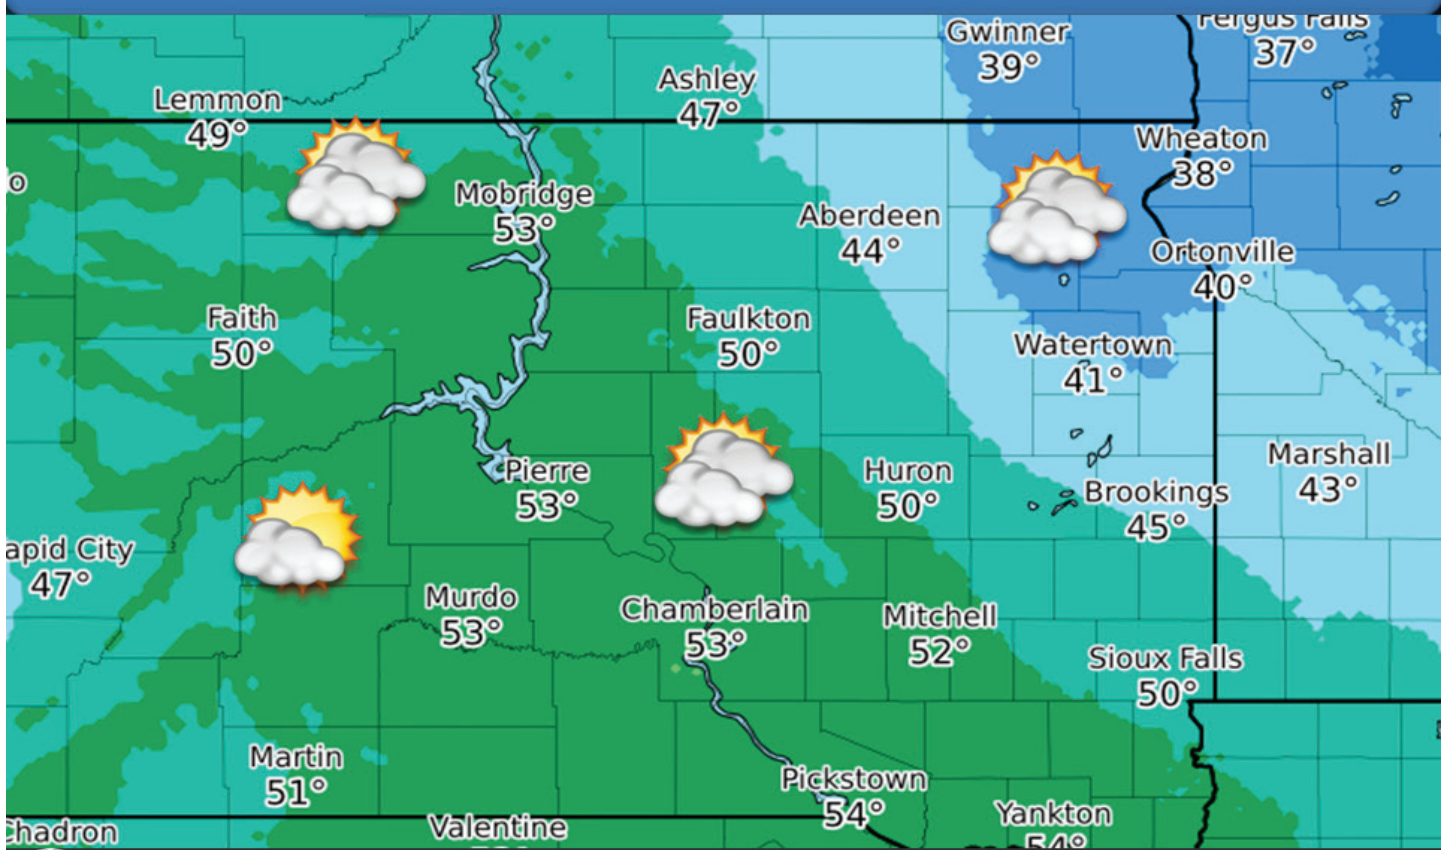 Gwinner
39°
Fergus Falls
37°
Ashley
47°
Lemmon
49°
Wheaton
38°
o
Mobridge
53°
Aberdeen
44°
Ortonville
40°
Faith
50°
Faulkton
50°
Watertown
41°
Marshall
43°
Pierre
53°
Huron
50°
Brookings
45°
apid City
47°
Murdo
53°
Chamberlain
53°
Mitchell
52°
Sioux Falls
50°
Martin
51°
Pickstown
54°
Yankton
54°
Chadron
Valentine